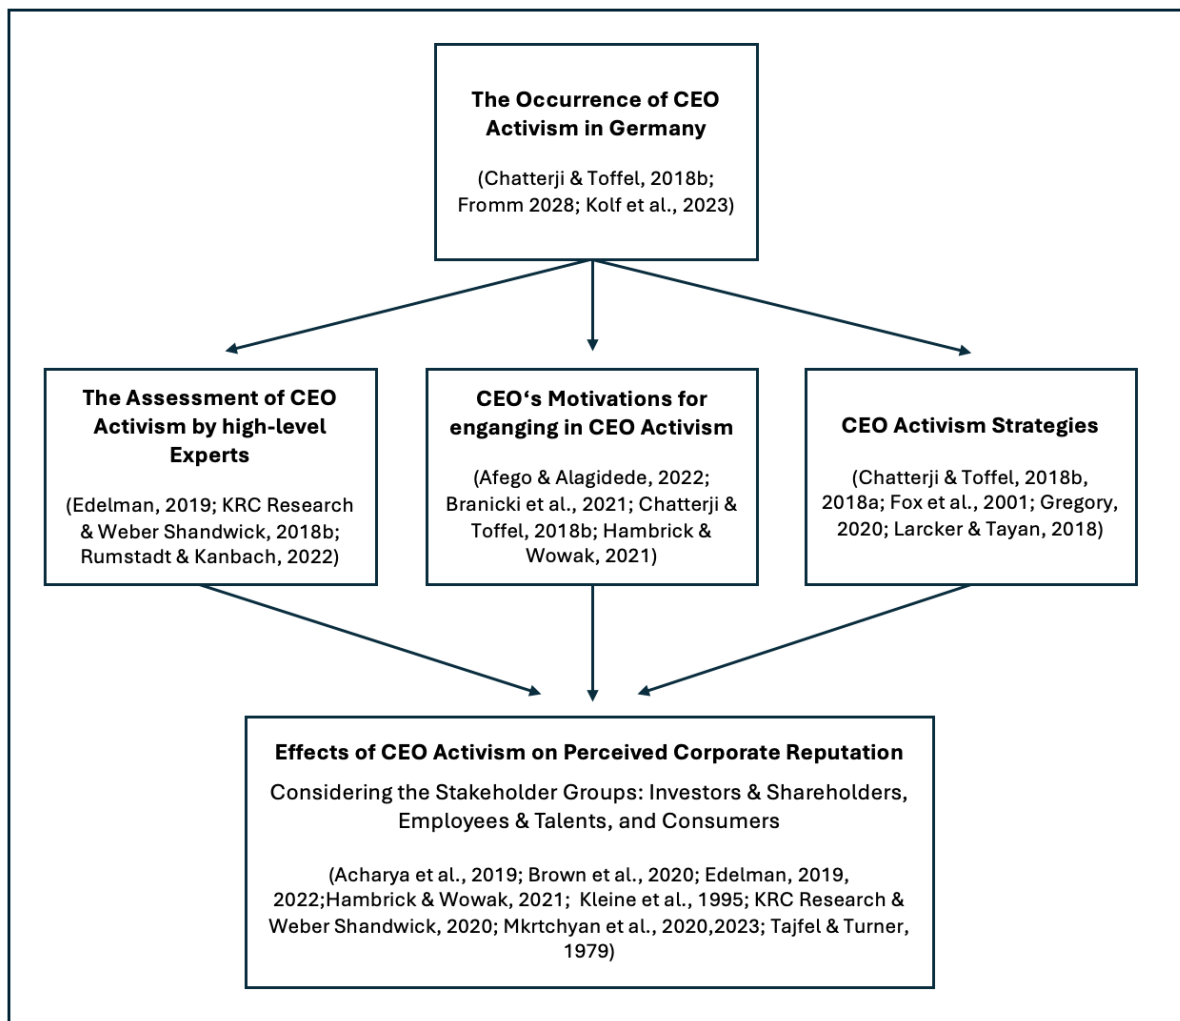 The Occurrence of CEO
Activism in Germany
(Chatterji & Toffel, 2018b;
Fromm 2028; Kolf et al., 2023)
The Assessment of CEO
Activism by high-level
Experts
(Edelman, 2019; KRC Research
& Weber Shandwick, 2018b;
Rumstadt & Kanbach, 2022)
CEO‘s Motivations for
enganging in CEO Activism
(Afego & Alagidede, 2022;
Branicki et al., 2021; Chatterji &
Toffel, 2018b; Hambrick &
Wowak, 2021)
CEO Activism Strategies
(Chatterji & Toffel, 2018b,
2018a; Fox et al., 2001; Gregory,
2020; Larcker & Tayan, 2018)
Effects of CEO Activism on Perceived Corporate Reputation
Considering the Stakeholder Groups: Investors & Shareholders,
Employees & Talents, and Consumers
(Acharya et al., 2019; Brown et al., 2020; Edelman, 2019,
2022;Hambrick & Wowak, 2021; Kleine et al., 1995; KRC Research &
Weber Shandwick, 2020; Mkrtchyan et al., 2020,2023; Tajfel & Turner,
1979)